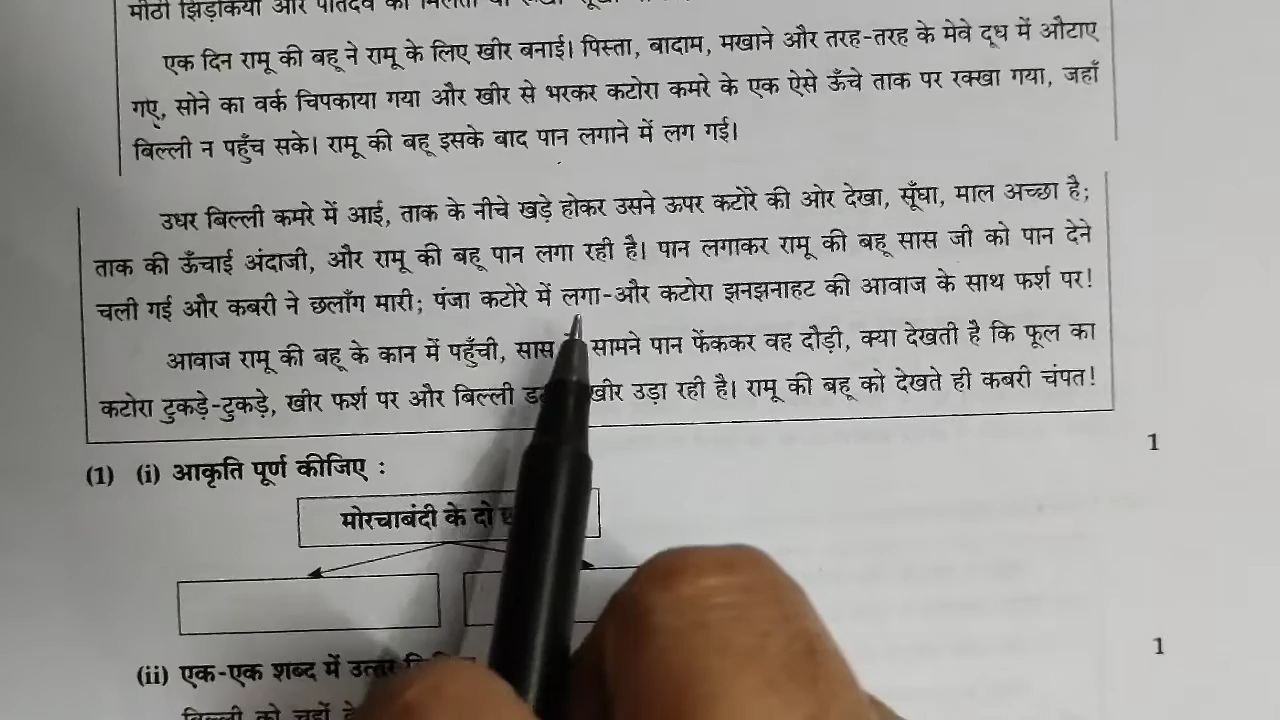 मीठी झिड़कियाँ और पतिदेव को मिलता था रूखा-सूखा
एक दिन रामू की बहू ने रामू के लिए खीर बनाई। पिस्ता, बादाम, मखाने और तरह-तरह के मेवे दूध में औटाए
गए, सोने का वर्क चिपकाया गया और खीर से भरकर कटोरा कमरे के एक ऐसे ऊँचे ताक पर रक्खा गया, जहाँ
बिल्ली न पहुँच सके। रामू की बहू इसके बाद पान लगाने में लग गई।
उधर बिल्ली कमरे में आई, ताक के नीचे खड़े होकर उसने ऊपर कटोरे की ओर देखा, सूँघा, माल अच्छा है;
ताक की ऊँचाई अंदाजी, और रामू की बहू पान लगा रही है। पान लगाकर रामू की बहू सास जी को पान देने
चली गई और कबरी ने छलाँग मारी; पंजा कटोरे में लगा-और कटोरा झनझनाहट की आवाज के साथ फर्श पर!
आवाज रामू की बहू के कान में पहुँची, सास सामने पान फेंककर वह दौड़ी, क्या देखती है कि फूल का
कटोरा टुकड़े-टुकड़े, खीर फर्श पर और बिल्ली खीर उड़ा रही है। रामू की बहू को देखते ही कबरी चंपत!
(1) (i) आकृति पूर्ण कीजिए : 1
मोरचाबंदी के दो
(ii) एक-एक शब्द में उत्तर 1
बिल्ली को चूहों